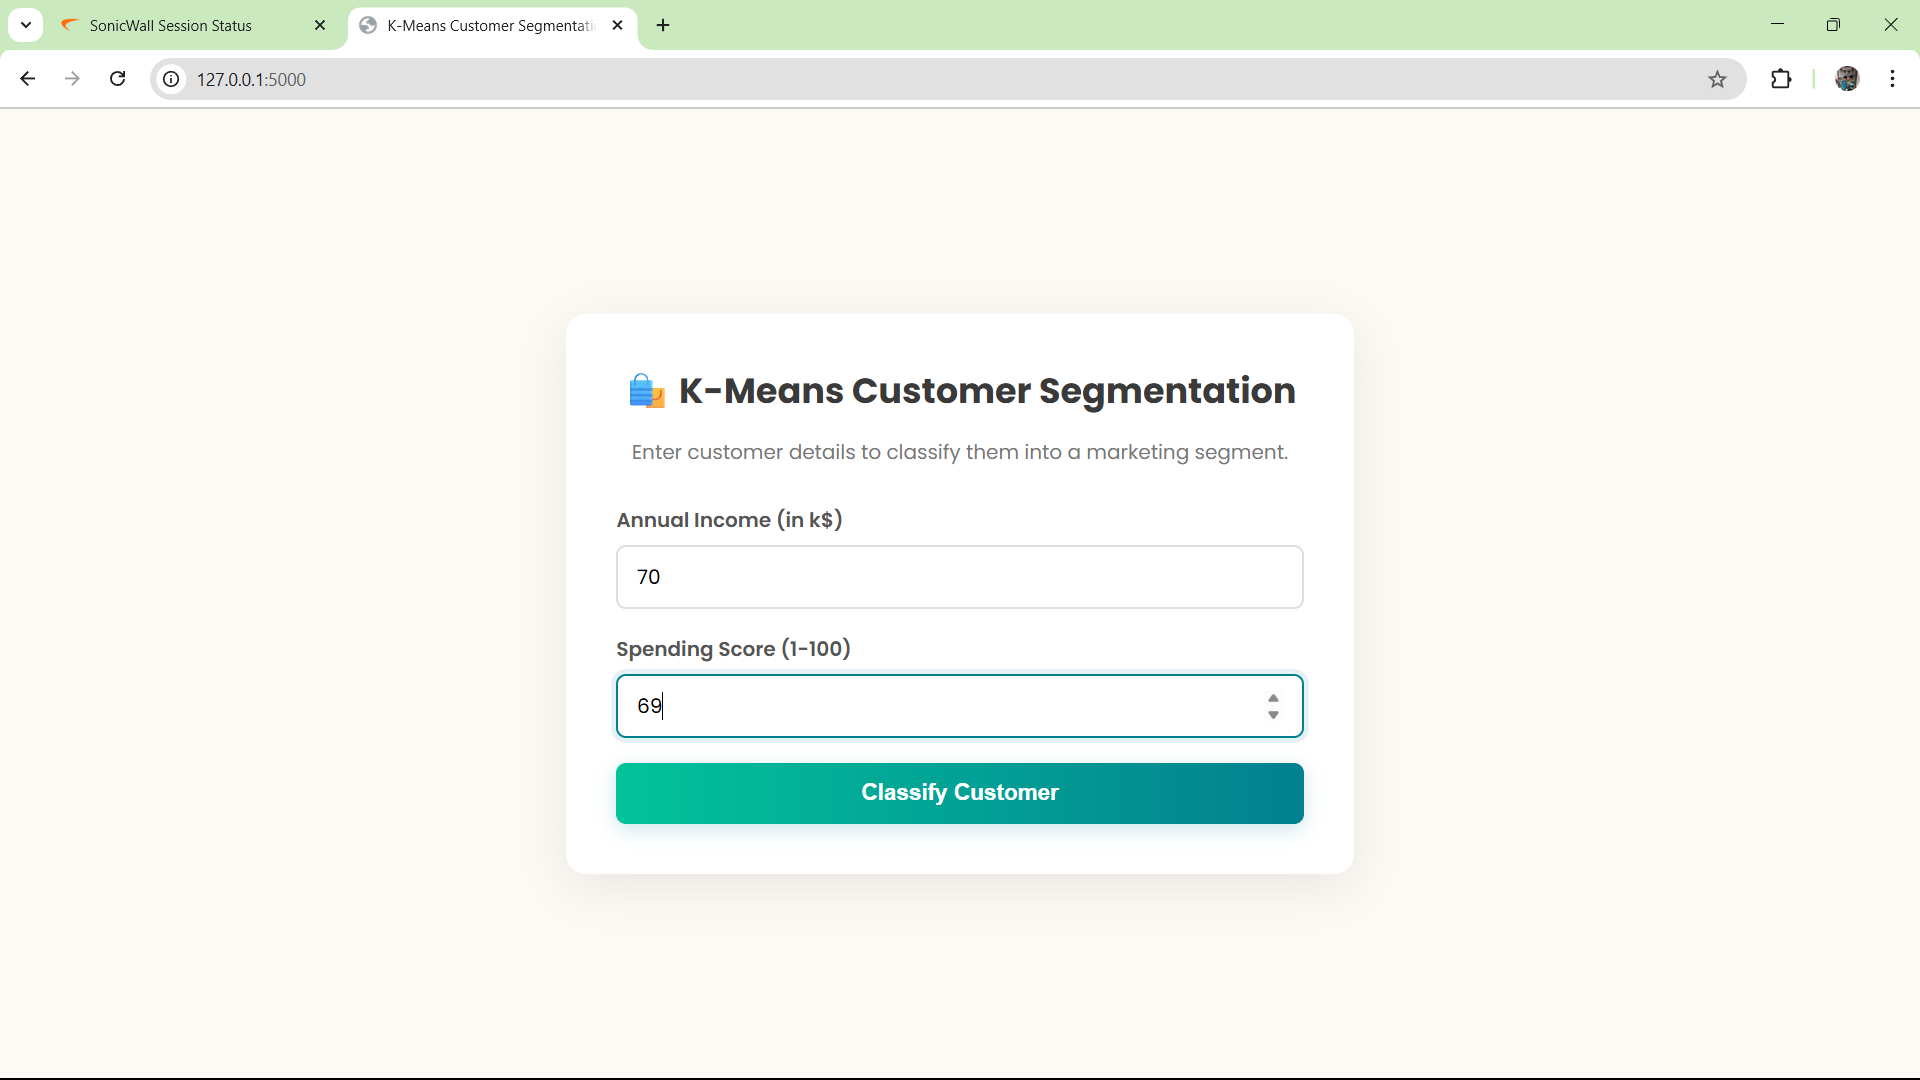 SonicWall Session Status
K-Means Customer Segmentati
127.0.0.1:5000
K-Means Customer Segmentation
Enter customer details to classify them into a marketing segment.
Annual Income (in k$)
70
Spending Score (1-100)
69
Classify Customer